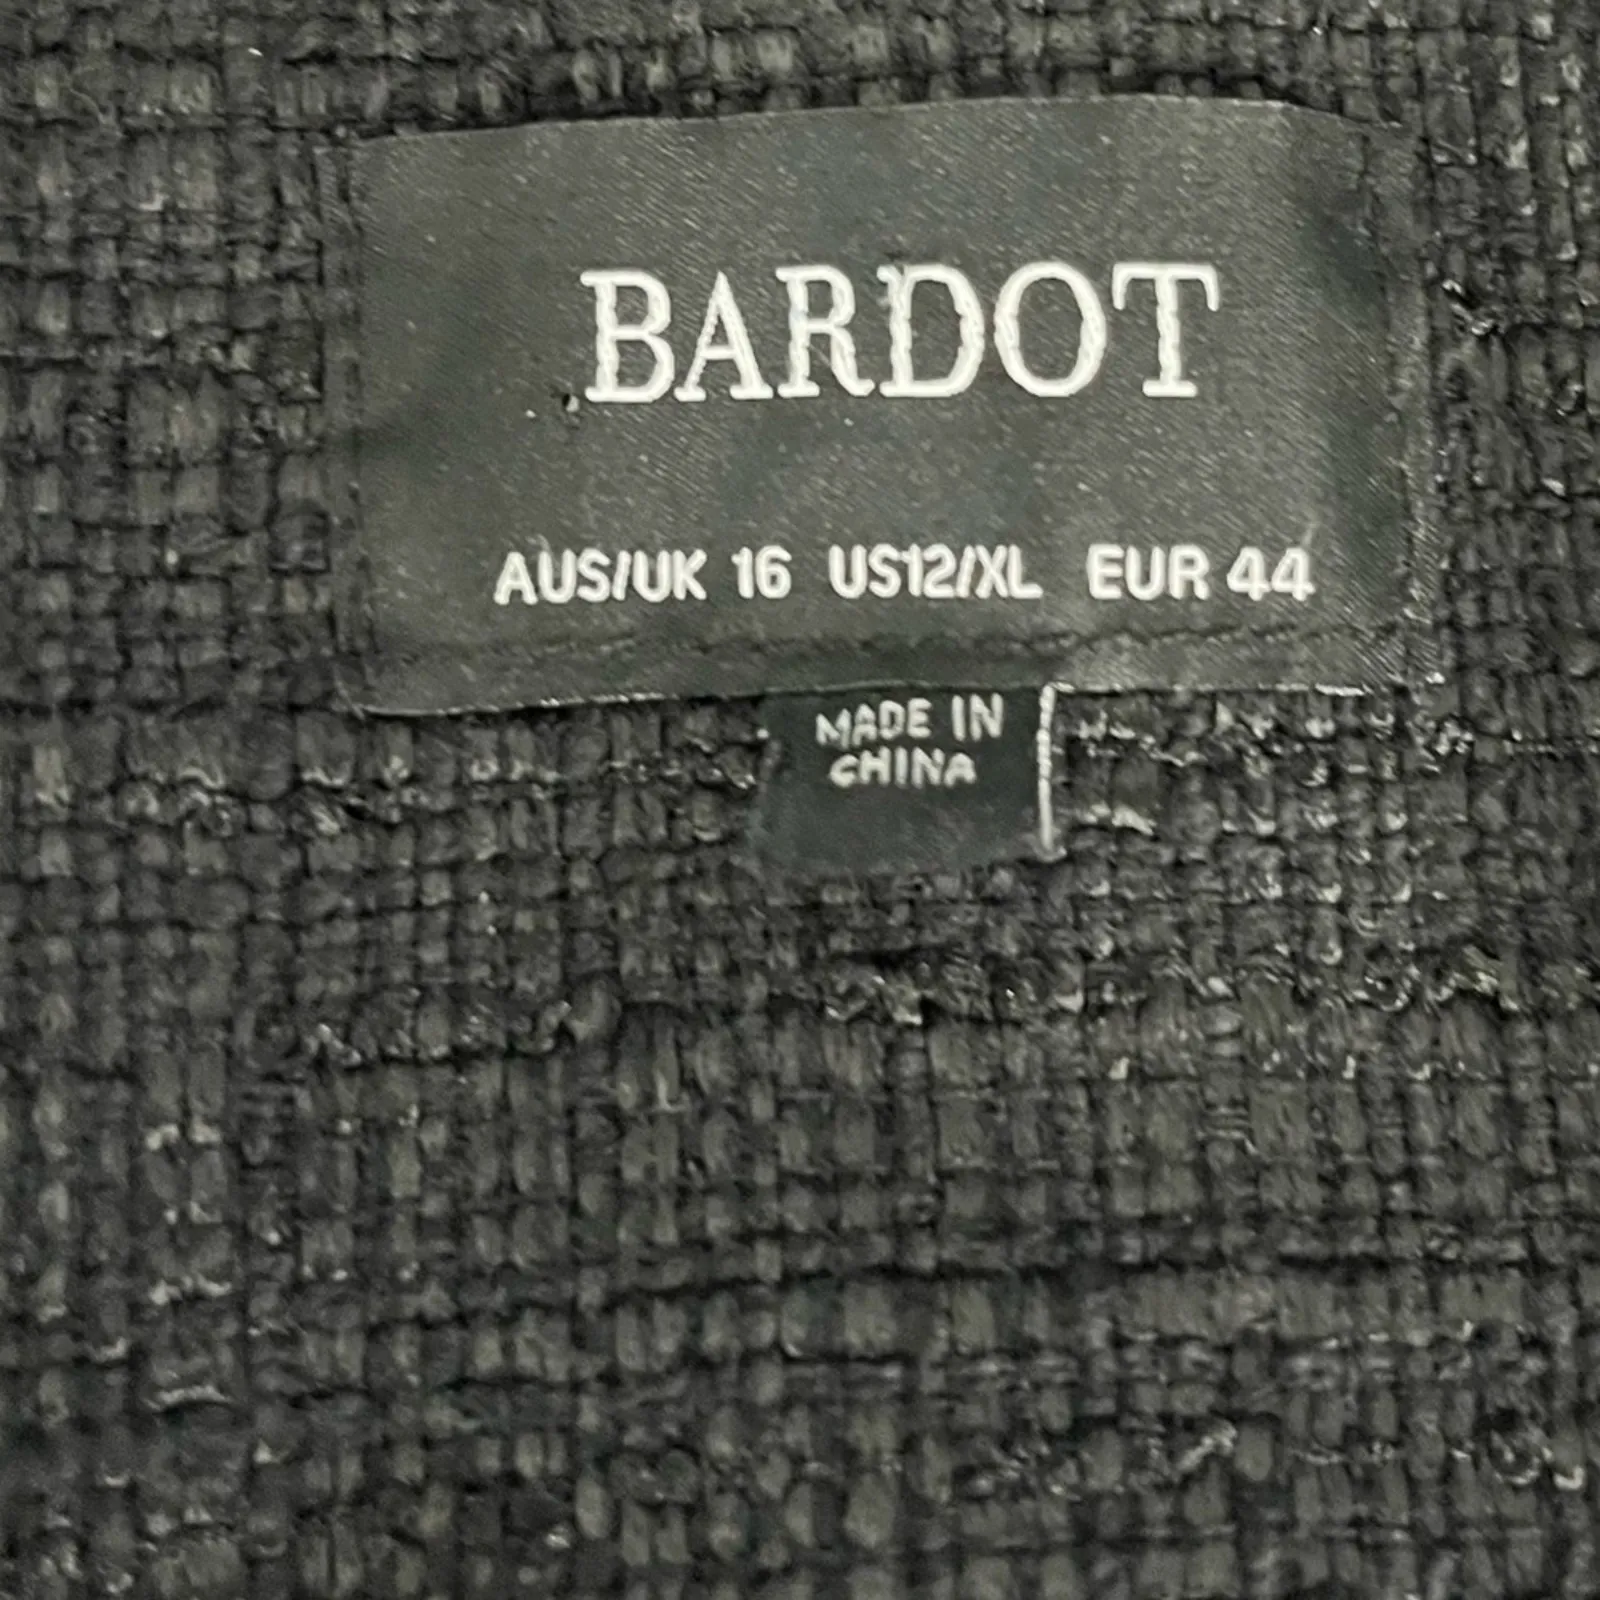 BARDOT
AUS/UK 16 US12/XL EUR 44
MADE IN
CHINA